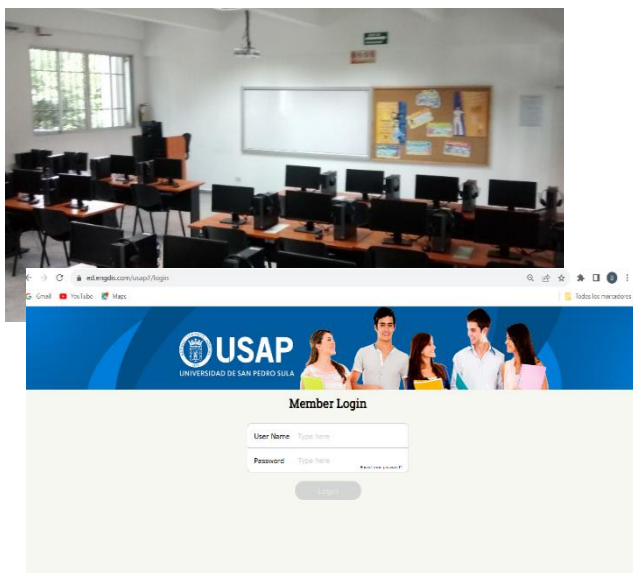 ed.engdis.com/usap#/login
Gmail YouTube Maps Todos los marcadores
USAP
UNIVERSIDAD DE SAN PEDRO SULA
Member Login
User Name Type here
Password Type here
Login